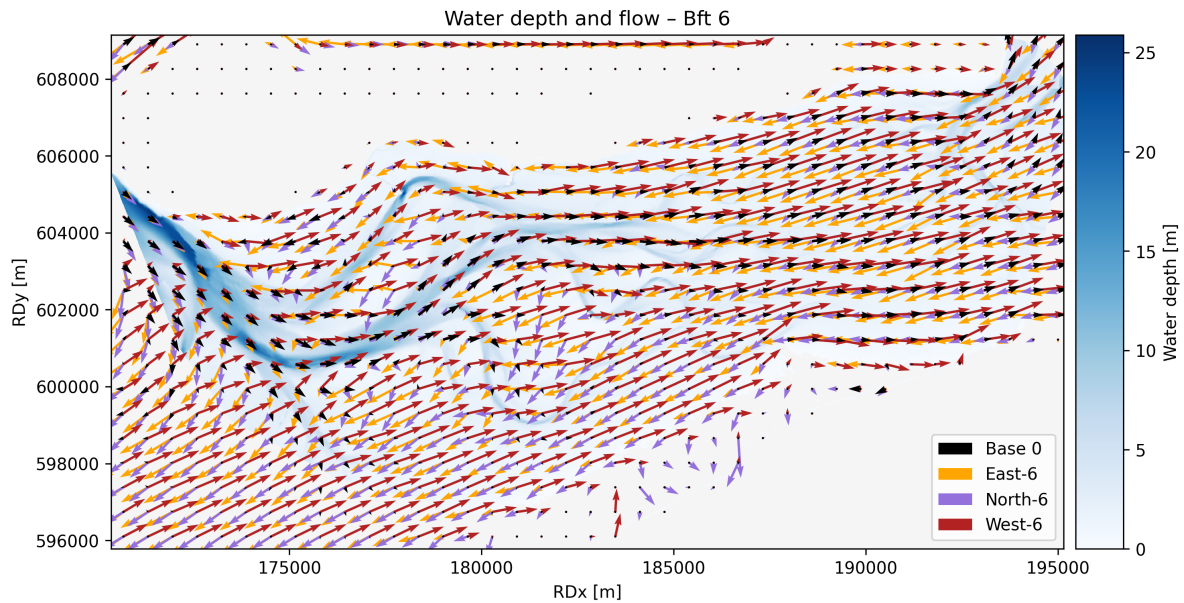 Water depth and flow – Bft 6
608000
606000
604000
602000
600000
598000
596000
RDy [m]
175000
180000
185000
190000
195000
RDx [m]
Base 0
East-6
North-6
West-6
25
20
15
10
5
0
Water depth [m]